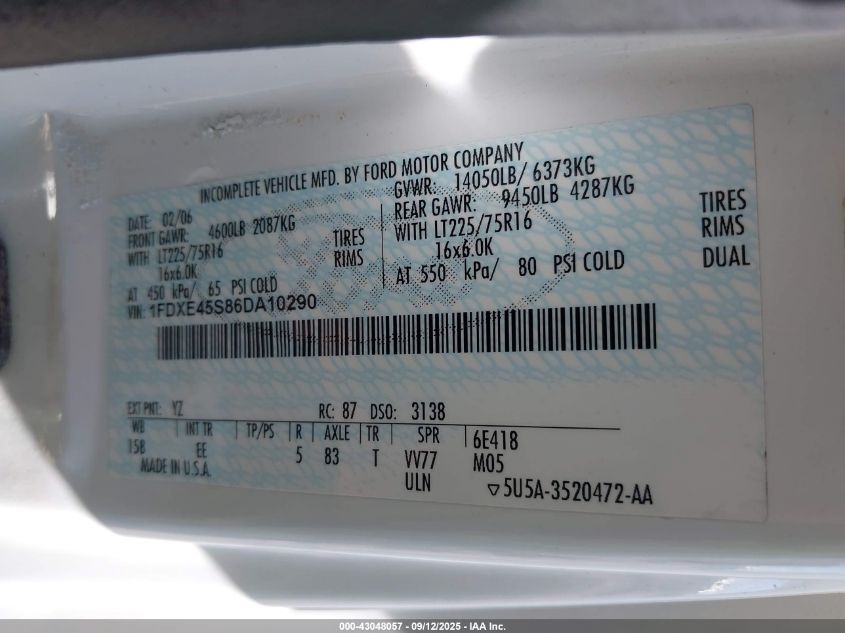 INCOMPLETE VEHICLE MFD. BY FORD MOTOR COMPANY
DATE: 02/06
GVWR: 14050LB/ 6373KG
FRONT GAWR: 4600LB 2087KG
REAR GAWR: 9450LB 4287KG
WITH LT225/75R16 TIRES
WITH LT225/75R16 TIRES
16x6.0K RIMS
16x6.0K RIMS
AT 450 kPa/ 65 PSI COLD
AT 550 kPa/ 80 PSI COLD DUAL
VIN: 1FDXE45S86DA10290
EXT PNT: YZ RC: 87 DSO: 3138
WB INT TR TP/PS R AXLE TR SPR 6E418
158 EE 5 83 T VV77 M05
MADE IN U.S.A. ULN ▽5U5A-3520472-AA
000-43048057 - 09/12/2025 - IAA Inc.